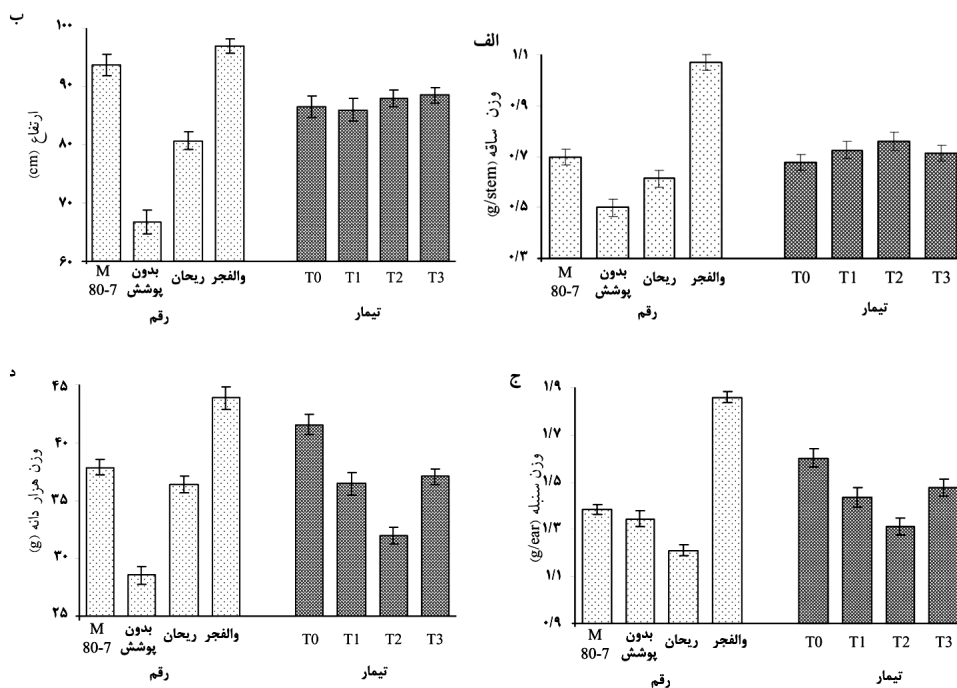 الف
وزن ساقه (g/stem)
۱/۱
۰/۹
۰/۷
۰/۵
۰/۳
M 80-7
بدون پوشش
ریحان
والفجر
T0 T1 T2 T3
رقم
تیمار
ب
ارتفاع (cm)
۱۰۰
۹۰
۸۰
۷۰
۶۰
M 80-7
بدون پوشش
ریحان
والفجر
T0 T1 T2 T3
رقم
تیمار
ج
وزن سنبله (g/ear)
۱/۹
۱/۷
۱/۵
۱/۳
۱/۱
۰/۹
M 80-7
بدون پوشش
ریحان
والفجر
T0 T1 T2 T3
رقم
تیمار
د
وزن هزار دانه (g)
۴۵
۴۰
۳۵
۳۰
۲۵
M 80-7
بدون پوشش
ریحان
والفجر
T0 T1 T2 T3
رقم
تیمار